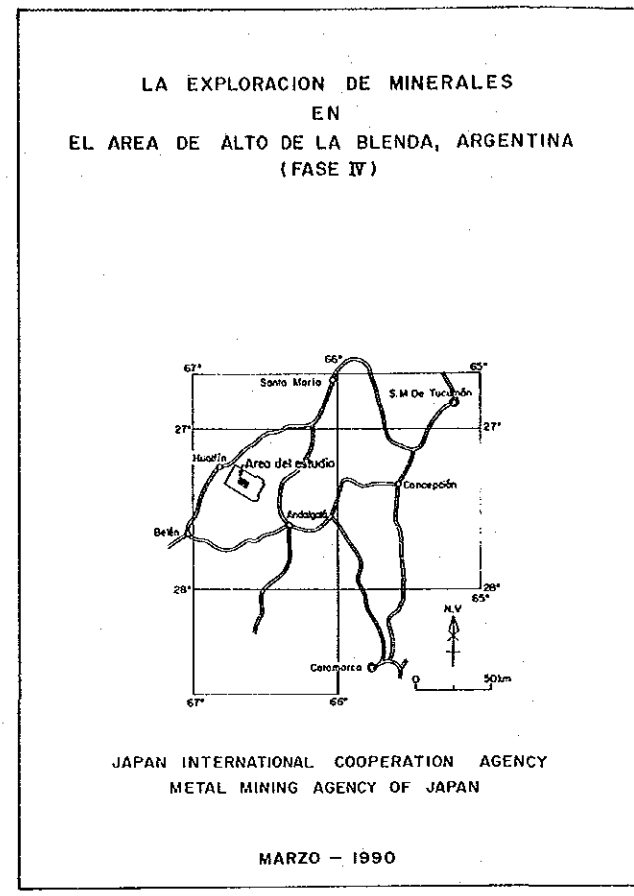 LA EXPLORACION DE MINERALES
EN
EL AREA DE ALTO DE LA BLENDA, ARGENTINA
(FASE IV)
67°
66°
65°
Santa María
S.M De Tucumán
27°
27°
Hualfín
Area del estudio
Concepción
Andalgalá
Belén
28°
65°
N.V
Catamarca
0 50km
67°
66°
JAPAN INTERNATIONAL COOPERATION AGENCY
METAL MINING AGENCY OF JAPAN
MARZO - 1990